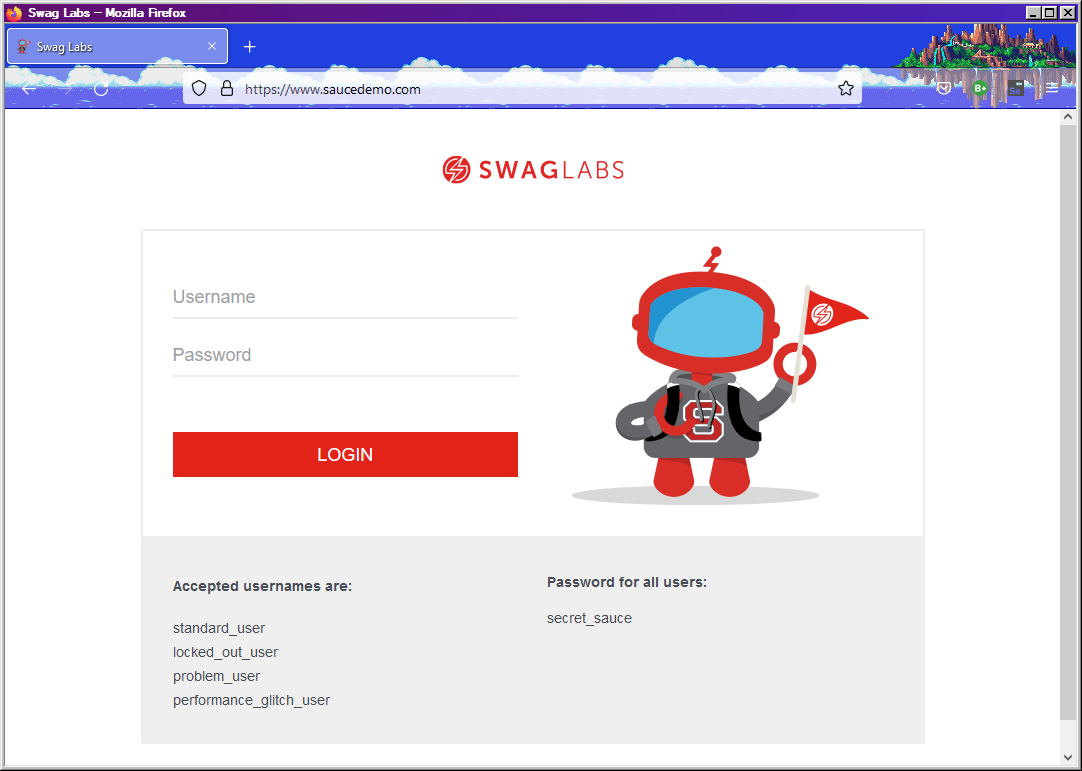 Swag Labs — Mozilla Firefox
Swag Labs
https://www.saucedemo.com
B+
Se
SWAGLABS
Username
Password
LOGIN
S
Accepted usernames are:
standard_user
locked_out_user
problem_user
performance_glitch_user
Password for all users:
secret_sauce